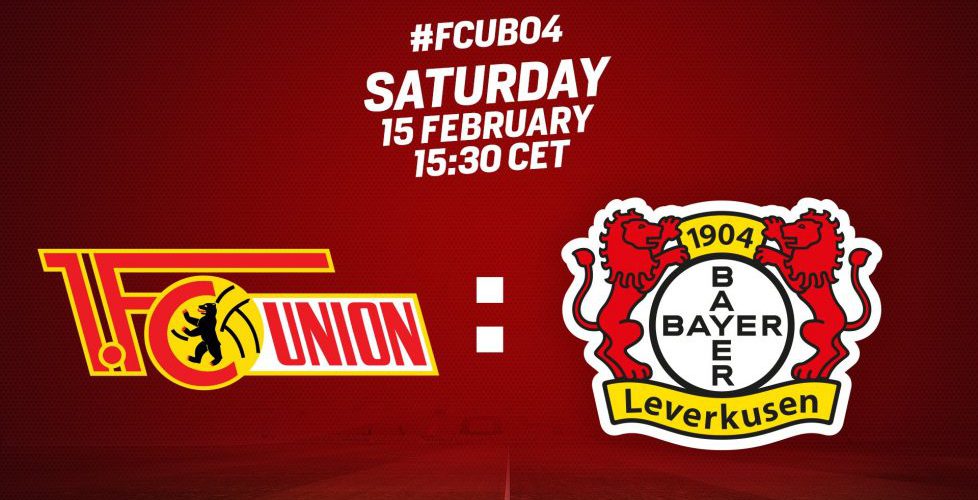 #FCUB04
SATURDAY
15 FEBRUARY
15:30 CET
1.FC UNION
:
1904
BAYER
BAYER
Leverkusen